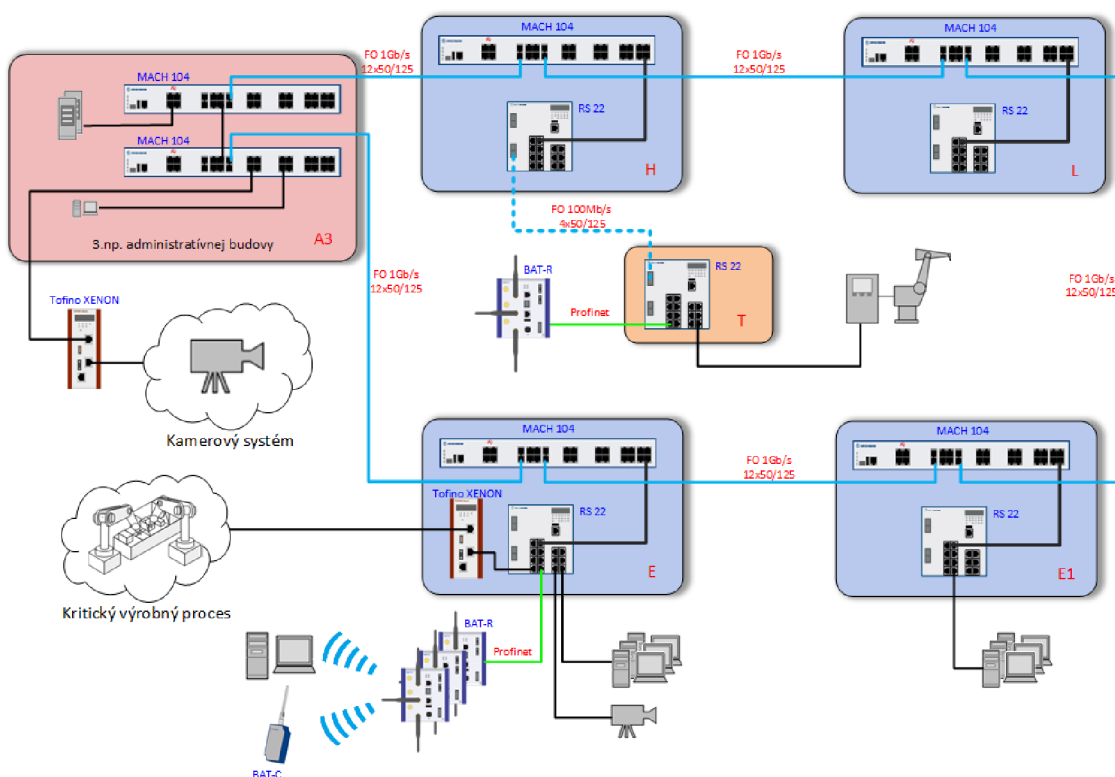 MACH 104
MACH 104
FO 1Gb/s
12x50/125
FO 1Gb/s
12x50/125
MACH 104
MACH 104
RS 22
RS 22
H
L
3.np. administratívnej budovy
A3
FO 100Mb/s
4x50/125
FO 1Gb/s
12x50/125
BAT-R
RS 22
FO 1Gb/s
12x50/125
Tofino XENON
Profinet
T
Kamerový systém
MACH 104
MACH 104
FO 1Gb/s
12x50/125
Tofino XENON
RS 22
RS 22
E
E1
Kritický výrobný proces
BAT-R
Profinet
BAT-C